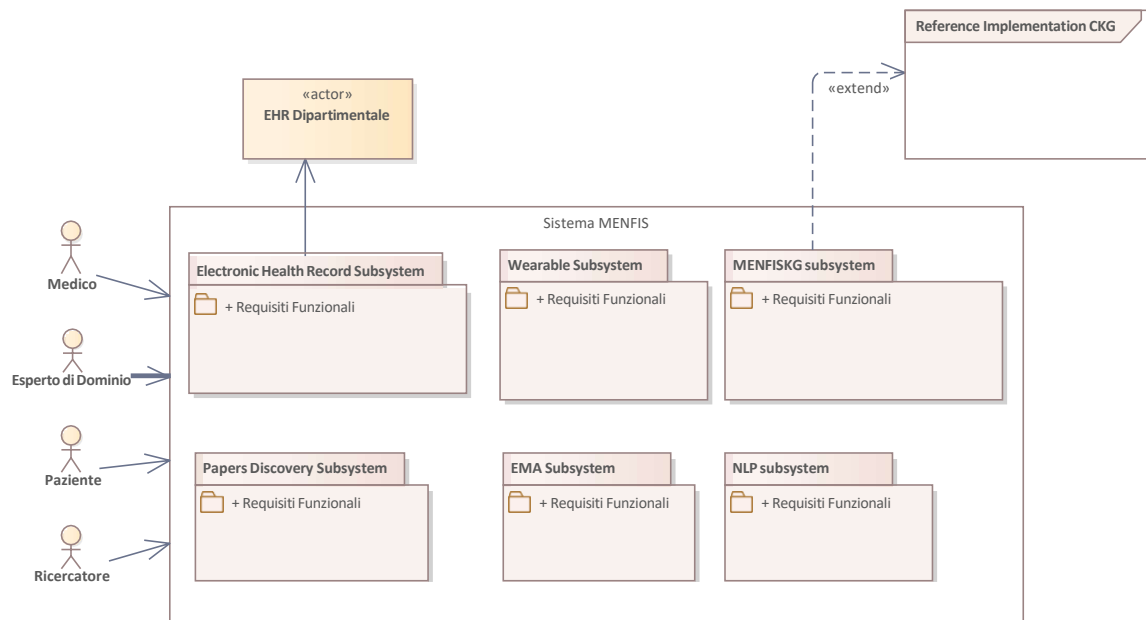 Reference Implementation CKG
«extend»
«actor»
EHR Dipartimentale
Sistema MENFIS
Medico
Esperto di Dominio
Paziente
Ricercatore
Electronic Health Record Subsystem
+ Requisiti Funzionali
Wearable Subsystem
+ Requisiti Funzionali
MENFISKG subsystem
+ Requisiti Funzionali
Papers Discovery Subsystem
+ Requisiti Funzionali
EMA Subsystem
+ Requisiti Funzionali
NLP subsystem
+ Requisiti Funzionali